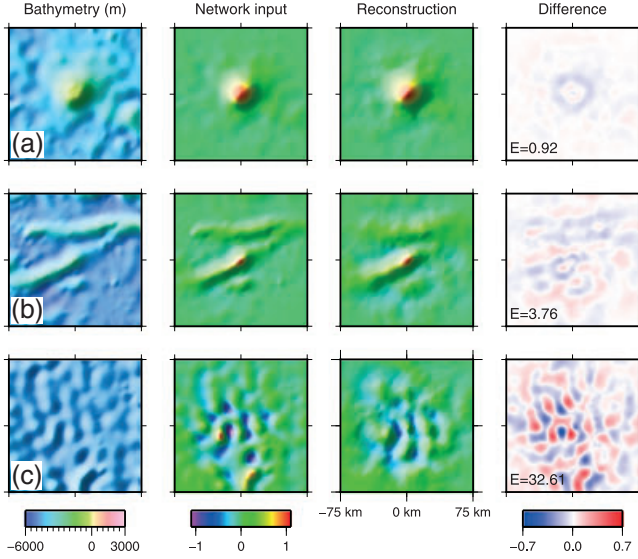 Bathymetry (m) Network input Reconstruction Difference
(a) E=0.92
(b) E=3.76
(c) E=32.61
−75 km 0 km 75 km
−6000 0 3000 −1 0 1 −0.7 0.0 0.7